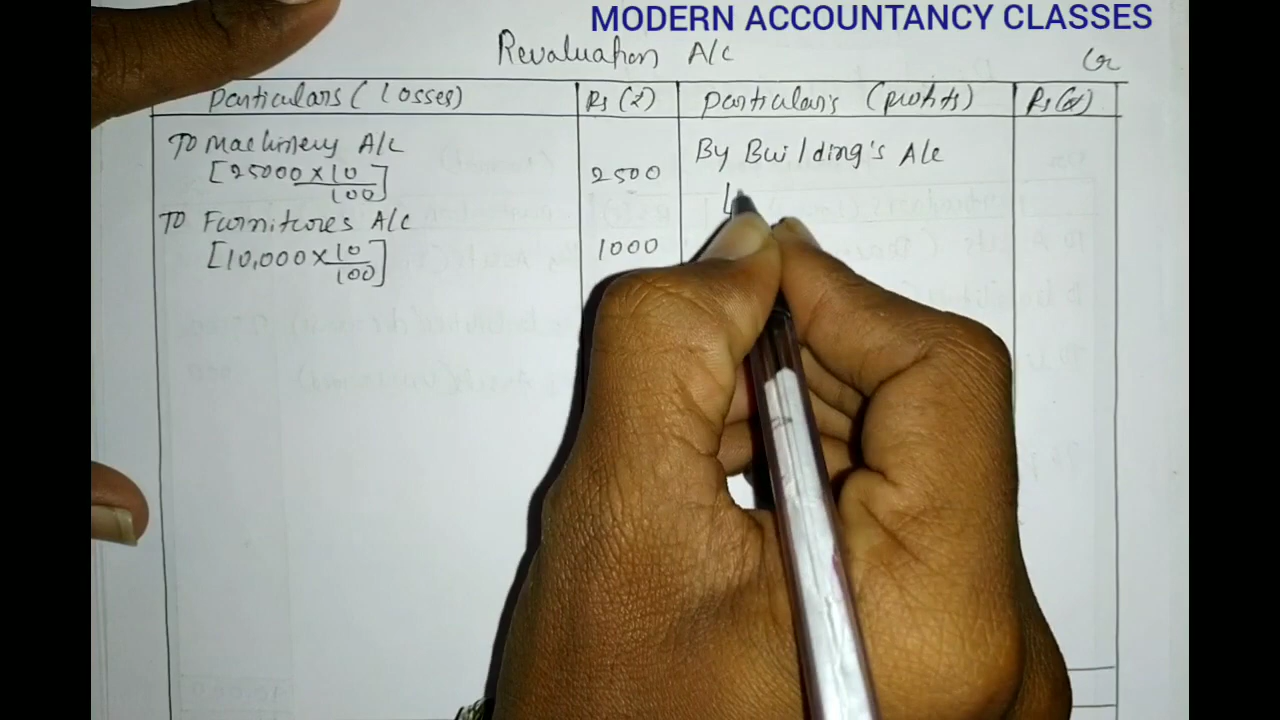 MODERN ACCOUNTANCY CLASSES
Revaluation A/c
Cr
Particulars (Losses) Rs (₹) Particular's (profits) Rs (₹)
To Machinery A/c
[25000 × 10/100] 2500
To Furnitures A/c
[10,000 × 10/100] 1000
By Building's A/c